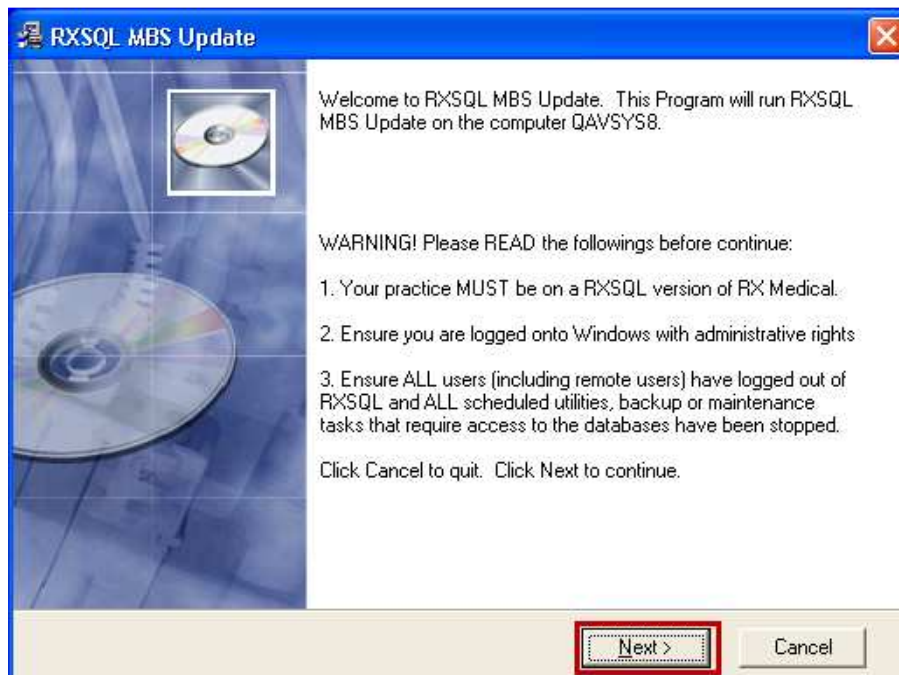 RXSQL MBS Update
Welcome to RXSQL MBS Update.  This Program will run RXSQL
MBS Update on the computer QAVSYS8.
WARNING! Please READ the followings before continue:
1. Your practice MUST be on a RXSQL version of RX Medical.
2. Ensure you are logged onto Windows with administrative rights
3. Ensure ALL users (including remote users) have logged out of
RXSQL and ALL scheduled utilities, backup or maintenance
tasks that require access to the databases have been stopped.
Click Cancel to quit.  Click Next to continue.
Next >
Cancel